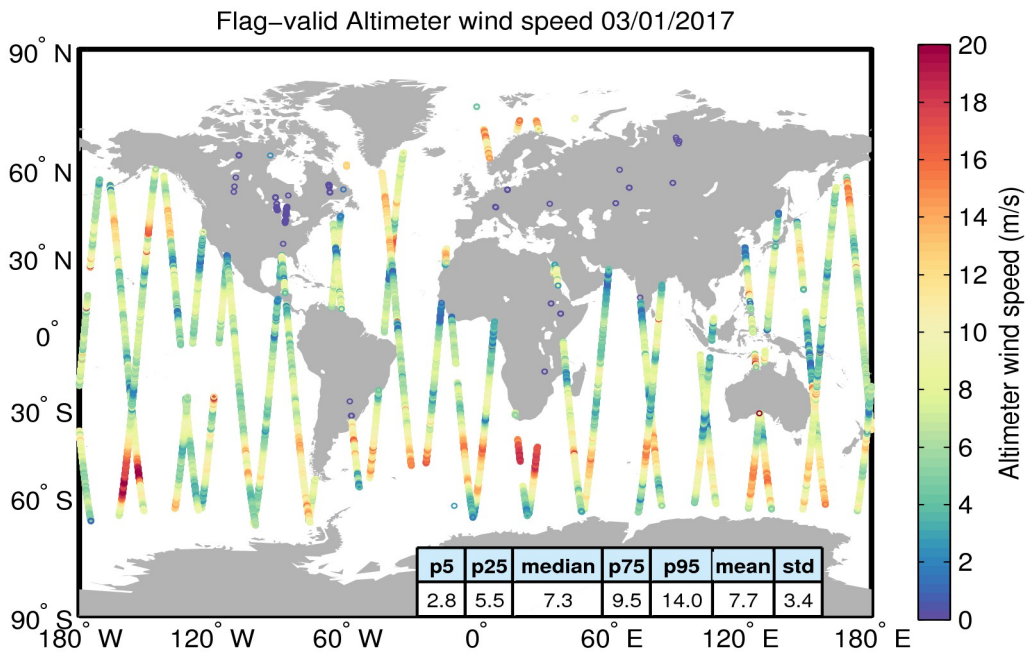 Flag−valid Altimeter wind speed 03/01/2017
90° N
60° N
30° N
0°
30° S
60° S
90° S
180° W
120° W
60° W
0°
60° E
120° E
180° E
p5 p25 median p75 p95 mean std
2.8 5.5 7.3 9.5 14.0 7.7 3.4
20
18
16
14
12
10
8
6
4
2
0
Altimeter wind speed (m/s)